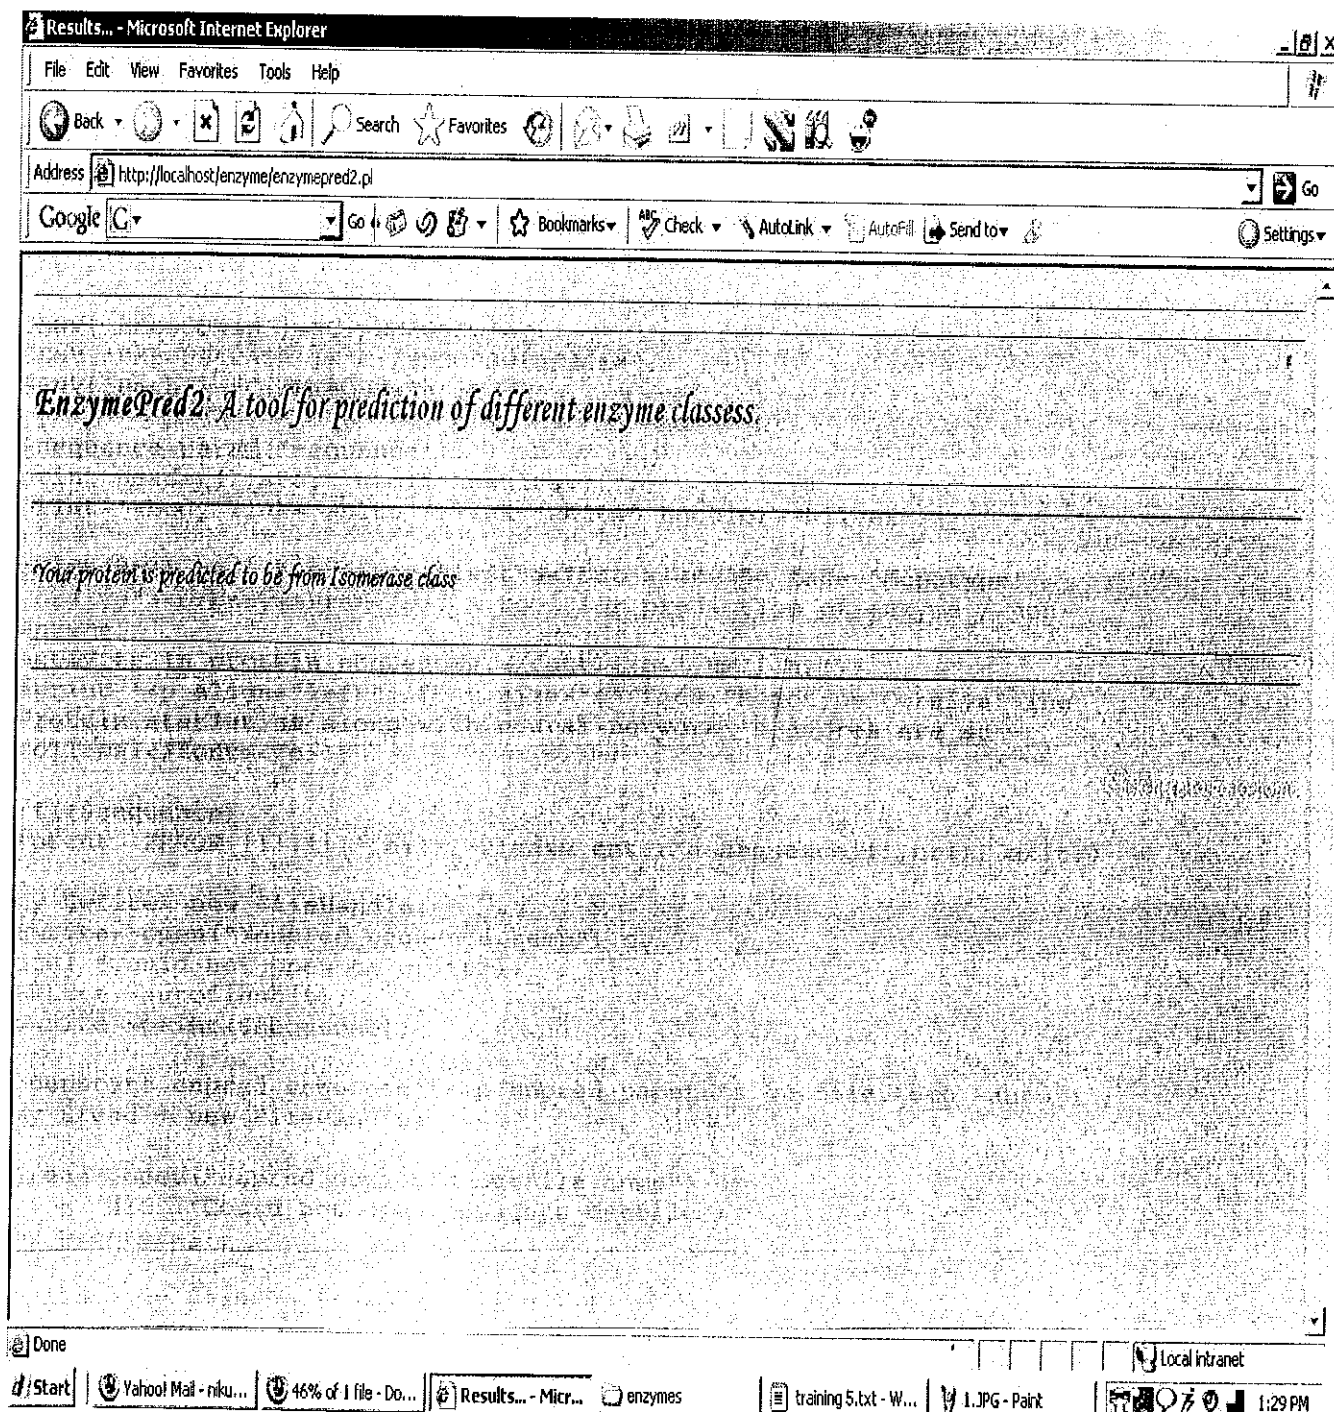 Results... - Microsoft Internet Explorer
File Edit View Favorites Tools Help
Back Search Favorites
Address http://localhost/enzyme/enzymepred2.pl Go
Google G Go Bookmarks ABC Check AutoLink AutoFill Send to Settings
EnzymePred2: A tool for prediction of different enzyme classess.
Your protein is predicted to be from Isomerase class
Done Local intranet
Start Yahoo! Mail - niku... 46% of 1 file - Do... Results... - Micr... enzymes training 5.txt - W... 1.JPG - Paint 1:29 PM